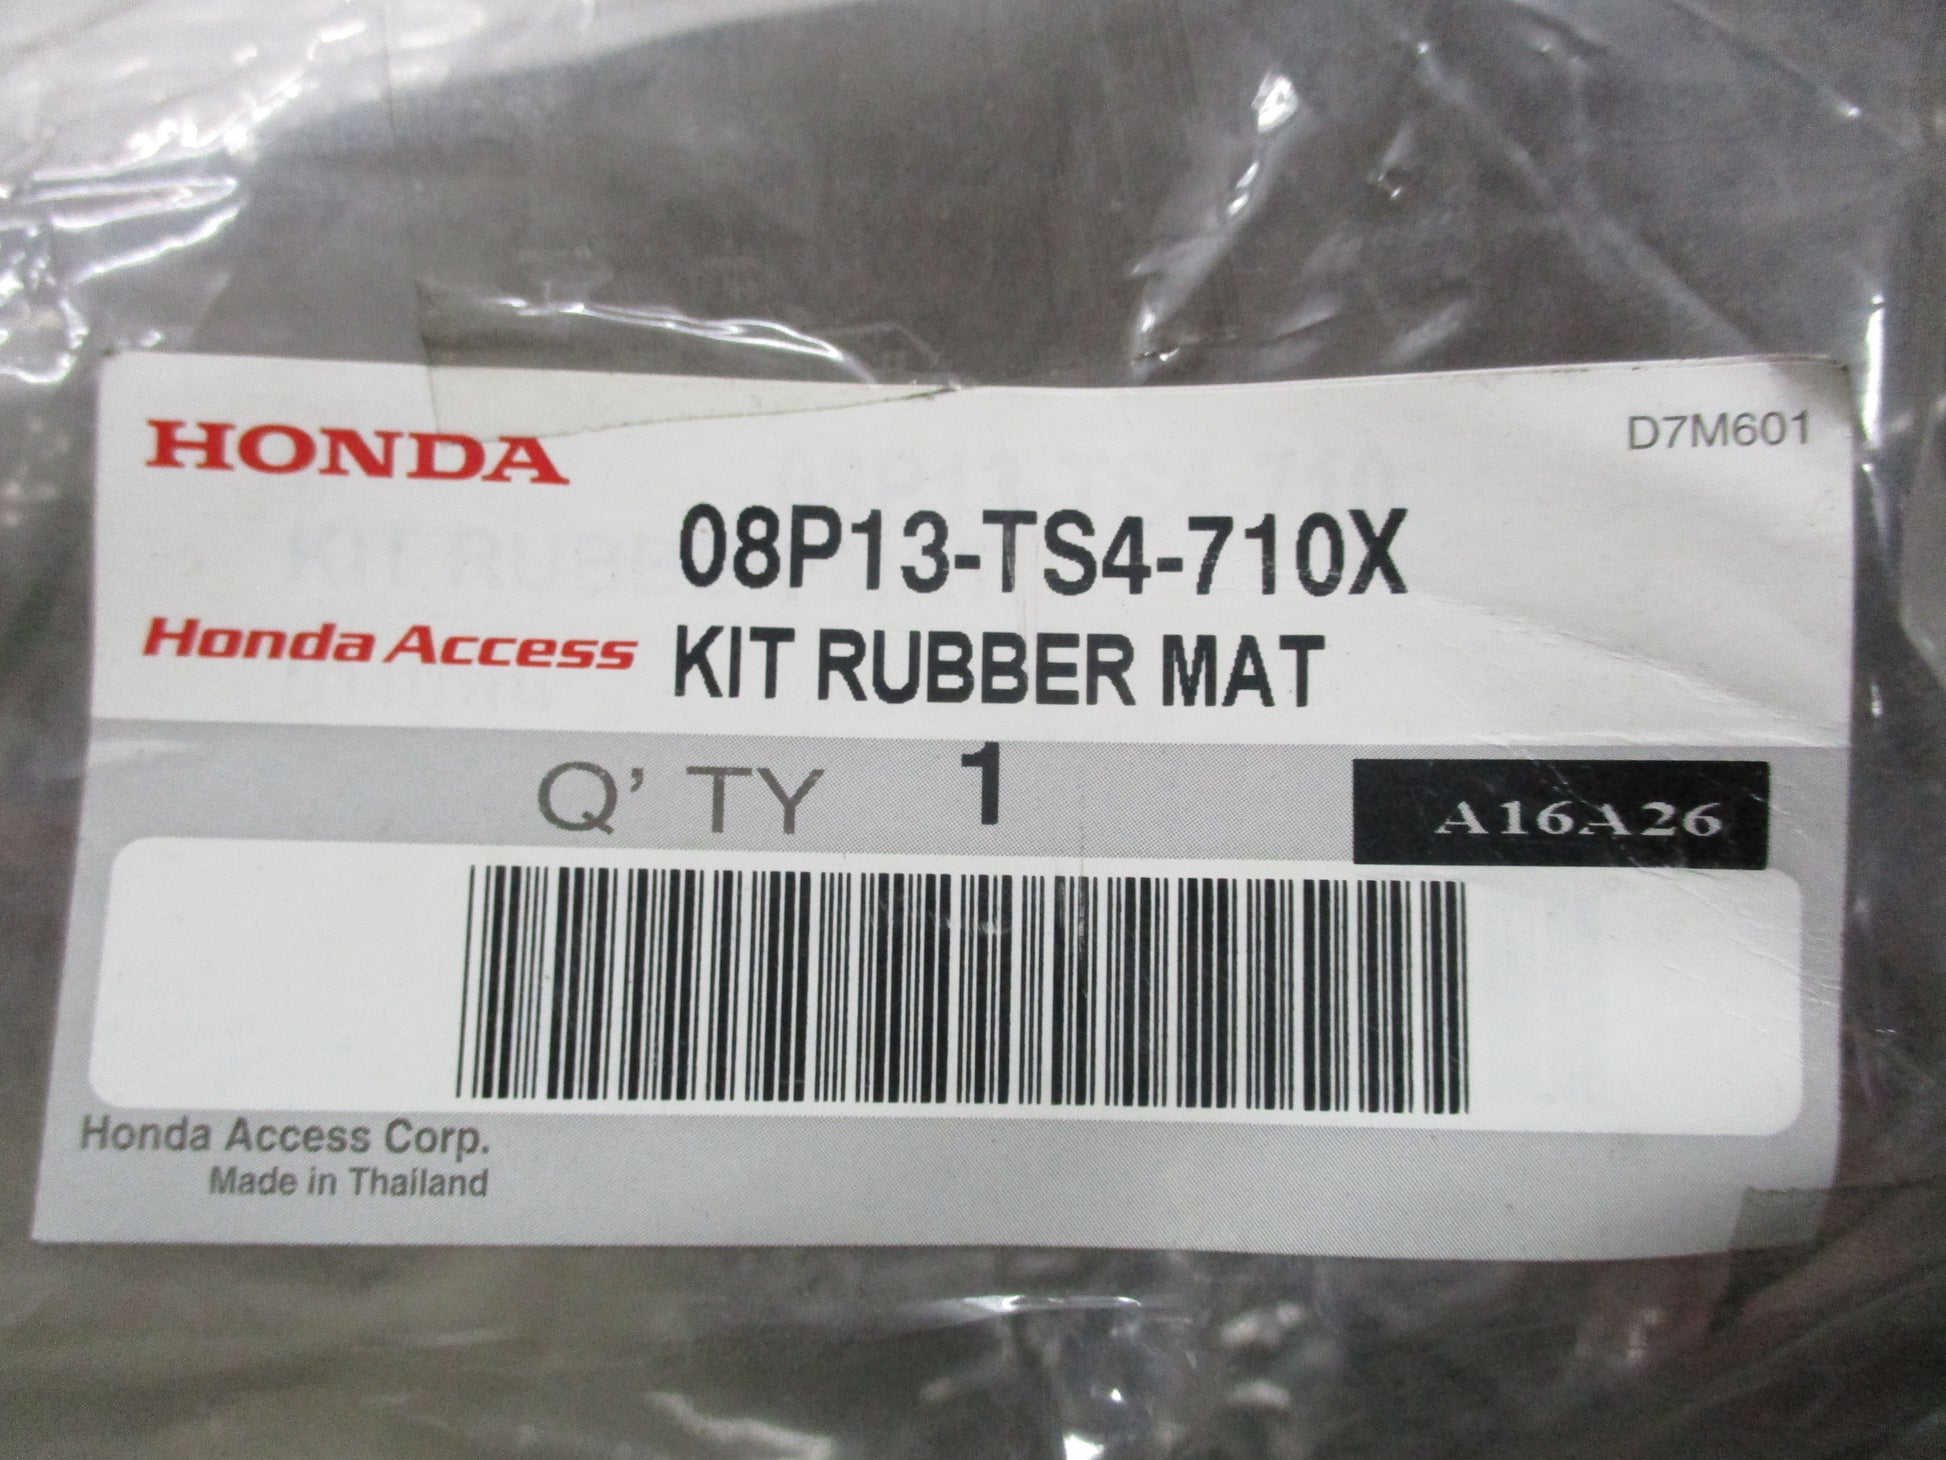 HONDA
D7M601
08P13-TS4-710X
Honda Access
KIT RUBBER MAT
Q' TY 1
A16A26
Honda Access Corp.
Made in Thailand